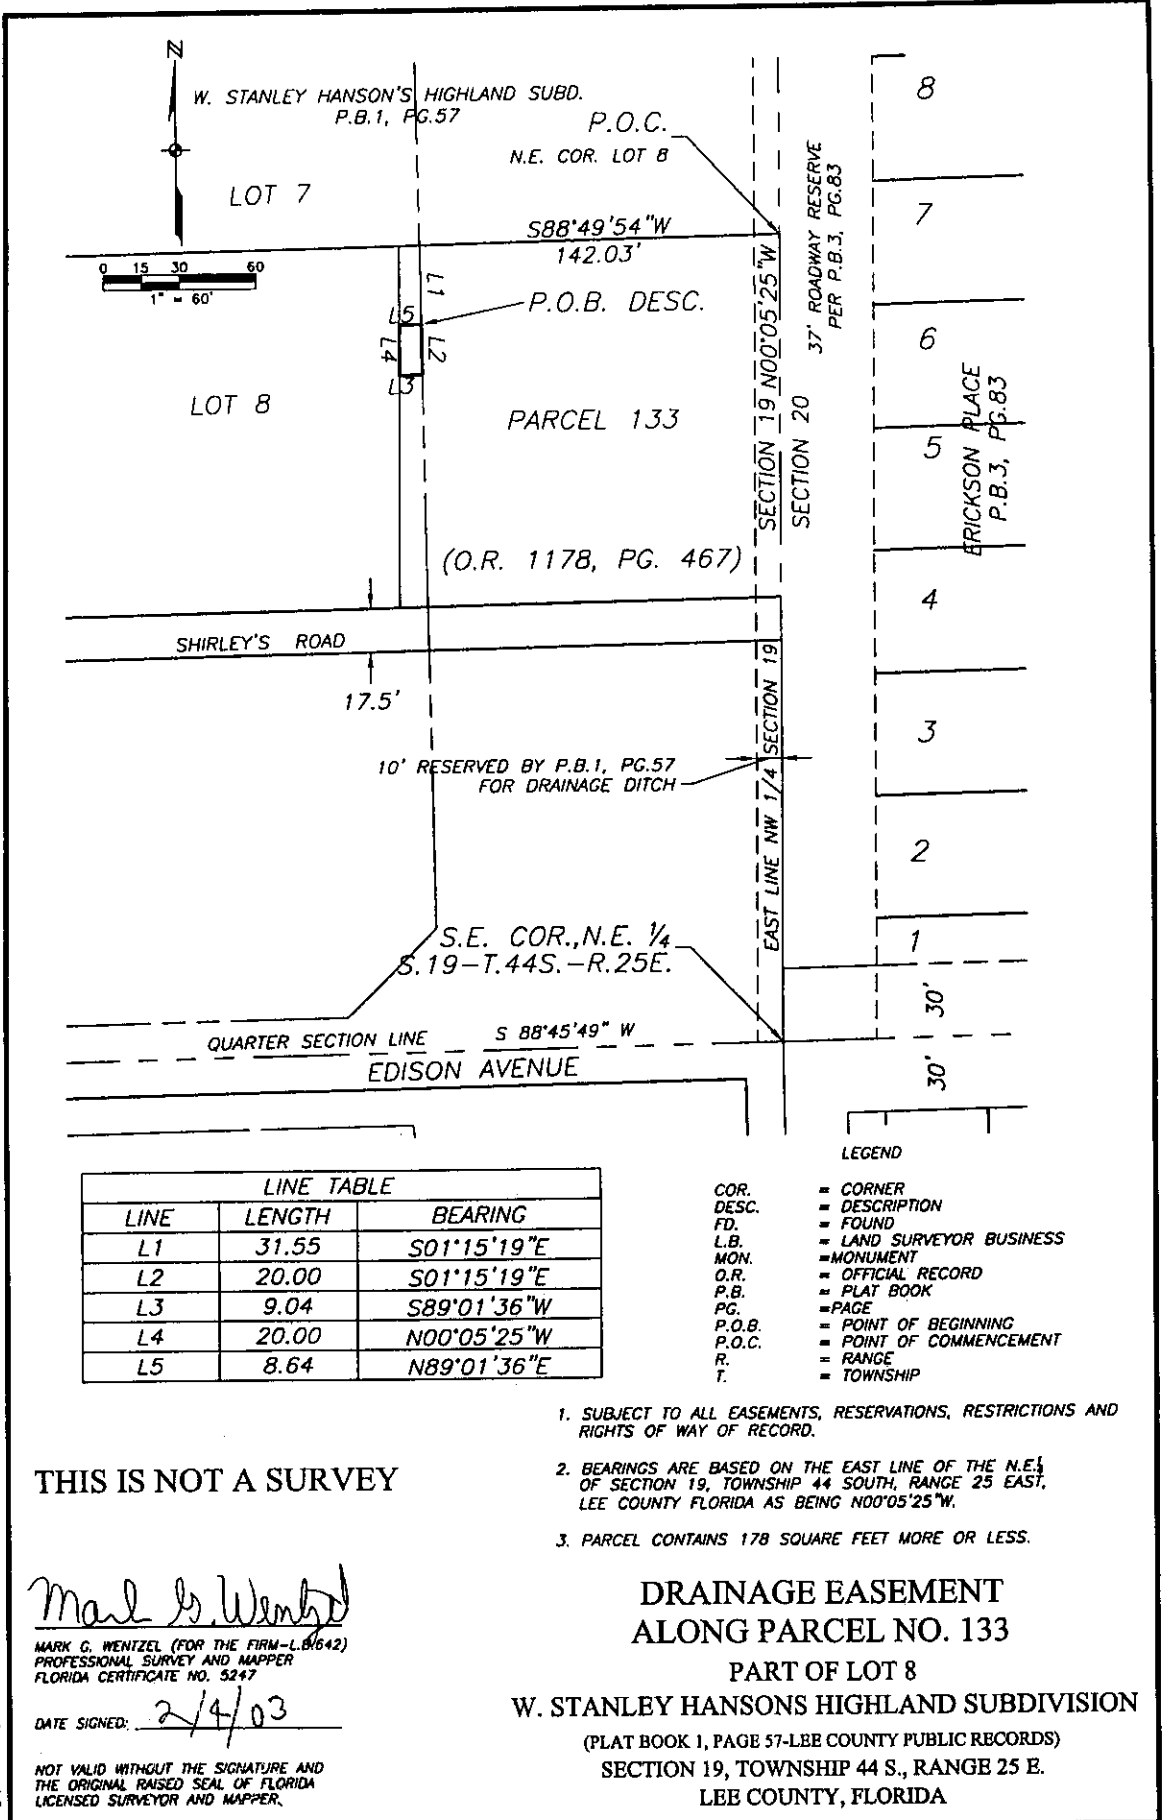 N
W. STANLEY HANSON'S HIGHLAND SUBD.
P.B.1, PG.57
P.O.C.
N.E. COR. LOT 8
LOT 7
S88°49'54"W
142.03'
0 15 30 60
1" = 60'
L1
P.O.B. DESC.
L5
L4
L2
L3
LOT 8
PARCEL 133
(O.R. 1178, PG. 467)
SECTION 19 N00°05'25"W
SECTION 20
37' ROADWAY RESERVE
PER P.B.3, PG.83
8
7
6
5
4
3
2
1
ERICKSON PLACE
P.B.3, PG.83
SHIRLEY'S ROAD
17.5'
10' RESERVED BY P.B.1, PG.57
FOR DRAINAGE DITCH
EAST LINE NW 1/4 SECTION 19
S.E. COR.,N.E. ¼
S.19-T.44S.-R.25E.
30'
30'
QUARTER SECTION LINE S 88°45'49" W
EDISON AVENUE
LINE TABLE
LINE LENGTH BEARING
L1 31.55 S01°15'19"E
L2 20.00 S01°15'19"E
L3 9.04 S89°01'36"W
L4 20.00 N00°05'25"W
L5 8.64 N89°01'36"E
LEGEND
COR. = CORNER
DESC. = DESCRIPTION
FD. = FOUND
L.B. = LAND SURVEYOR BUSINESS
MON. =MONUMENT
O.R. = OFFICIAL RECORD
P.B. = PLAT BOOK
PG. =PAGE
P.O.B. = POINT OF BEGINNING
P.O.C. = POINT OF COMMENCEMENT
R. = RANGE
T. = TOWNSHIP
1. SUBJECT TO ALL EASEMENTS, RESERVATIONS, RESTRICTIONS AND
RIGHTS OF WAY OF RECORD.
2. BEARINGS ARE BASED ON THE EAST LINE OF THE N.E.¼
OF SECTION 19, TOWNSHIP 44 SOUTH, RANGE 25 EAST,
LEE COUNTY FLORIDA AS BEING N00°05'25"W.
3. PARCEL CONTAINS 178 SQUARE FEET MORE OR LESS.
THIS IS NOT A SURVEY
Mark G. Wentzel
MARK G. WENTZEL (FOR THE FIRM-L.B.642)
PROFESSIONAL SURVEY AND MAPPER
FLORIDA CERTIFICATE NO. 5247
DATE SIGNED: 2/4/03
NOT VALID WITHOUT THE SIGNATURE AND
THE ORIGINAL RAISED SEAL OF FLORIDA
LICENSED SURVEYOR AND MAPPER.
DRAINAGE EASEMENT
ALONG PARCEL NO. 133
PART OF LOT 8
W. STANLEY HANSONS HIGHLAND SUBDIVISION
(PLAT BOOK 1, PAGE 57-LEE COUNTY PUBLIC RECORDS)
SECTION 19, TOWNSHIP 44 S., RANGE 25 E.
LEE COUNTY, FLORIDA